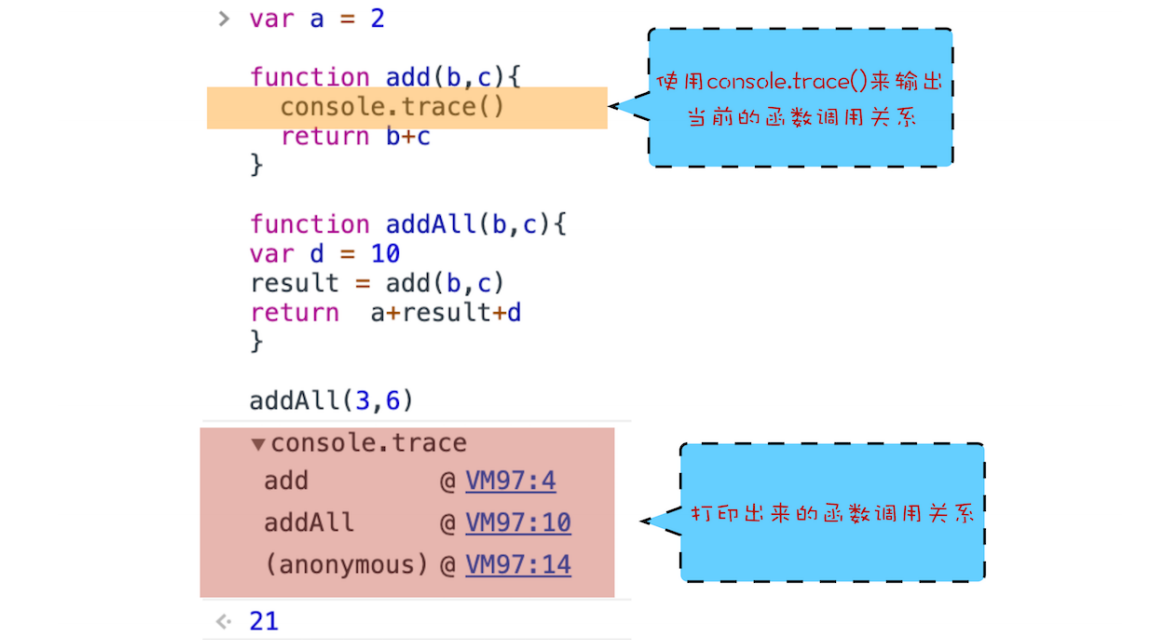 > var a = 2
function add(b,c){
console.trace()
return b+c
}
function addAll(b,c){
var d = 10
result = add(b,c)
return  a+result+d
}
addAll(3,6)
▼console.trace
add @ VM97:4
addAll @ VM97:10
(anonymous) @ VM97:14
21
使用console.trace()来输出
当前的函数调用关系
打印出来的函数调用关系